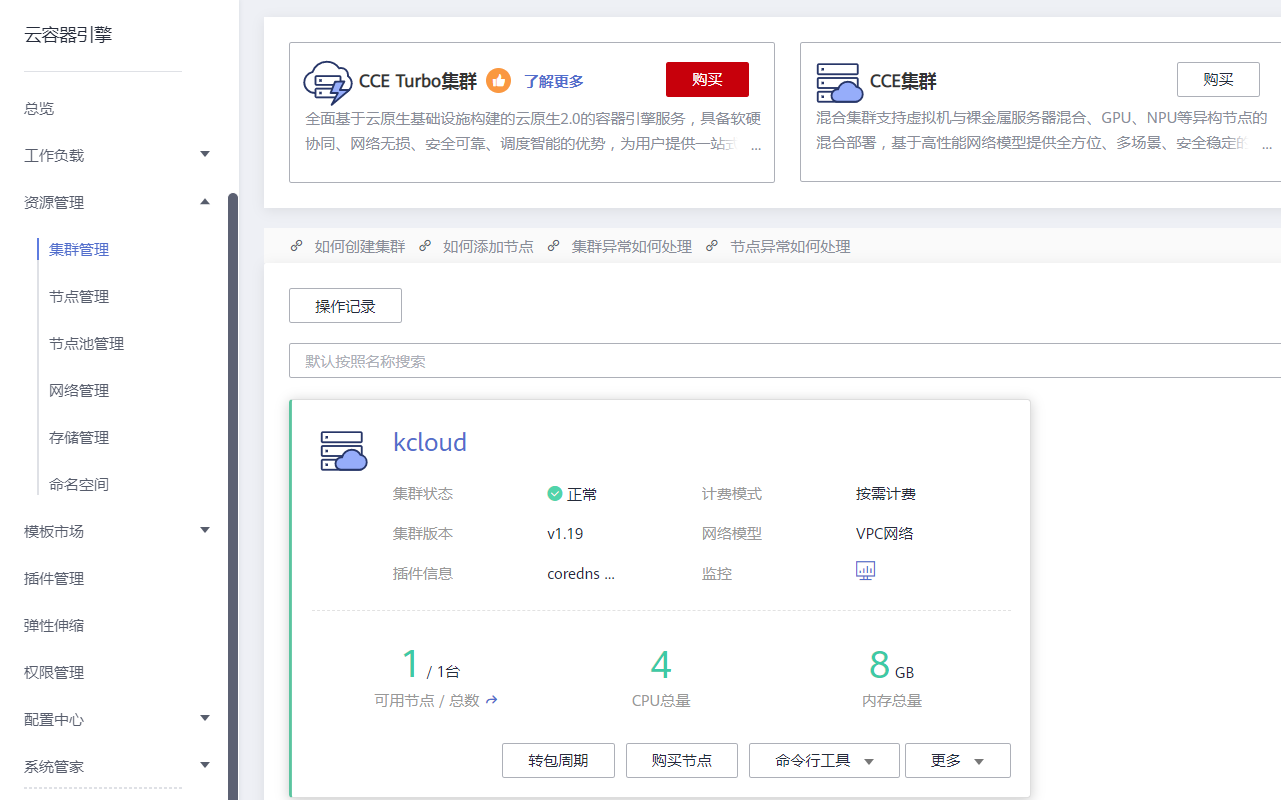 云容器引擎
总览
工作负载
资源管理
集群管理
节点管理
节点池管理
网络管理
存储管理
命名空间
模板市场
插件管理
弹性伸缩
权限管理
配置中心
系统管家
CCE Turbo集群 了解更多 购买
全面基于云原生基础设施构建的云原生2.0的容器引擎服务，具备软硬
协同、网络无损、安全可靠、调度智能的优势，为用户提供一站式 ...
CCE集群 购买
混合集群支持虚拟机与裸金属服务器混合、GPU、NPU等异构节点的
混合部署，基于高性能网络模型提供全方位、多场景、安全稳定的 ...
如何创建集群 如何添加节点 集群异常如何处理 节点异常如何处理
操作记录
默认按照名称搜索
kcloud
集群状态 正常 计费模式 按需计费
集群版本 v1.19 网络模型 VPC网络
插件信息 coredns ... 监控
1 / 1台 4 8 GB
可用节点 / 总数 CPU总量 内存总量
转包周期 购买节点 命令行工具 更多